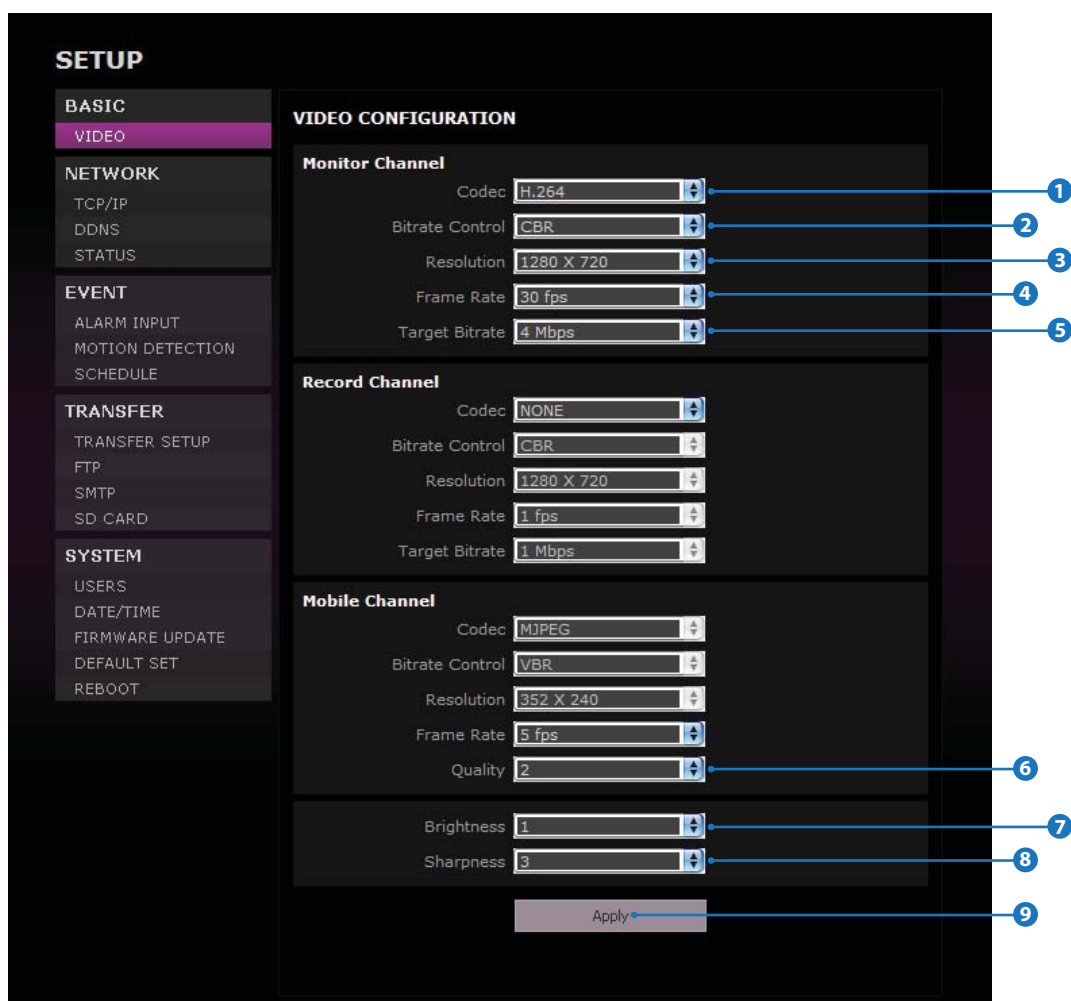 SETUP
BASIC
VIDEO
NETWORK
TCP/IP
DDNS
STATUS
EVENT
ALARM INPUT
MOTION DETECTION
SCHEDULE
TRANSFER
TRANSFER SETUP
FTP
SMTP
SD CARD
SYSTEM
USERS
DATE/TIME
FIRMWARE UPDATE
DEFAULT SET
REBOOT
VIDEO CONFIGURATION
Monitor Channel
Codec H.264 1
Bitrate Control CBR 2
Resolution 1280 X 720 3
Frame Rate 30 fps 4
Target Bitrate 4 Mbps 5
Record Channel
Codec NONE
Bitrate Control CBR
Resolution 1280 X 720
Frame Rate 1 fps
Target Bitrate 1 Mbps
Mobile Channel
Codec MJPEG
Bitrate Control VBR
Resolution 352 X 240
Frame Rate 5 fps
Quality 2 6
Brightness 1 7
Sharpness 3 8
Apply 9